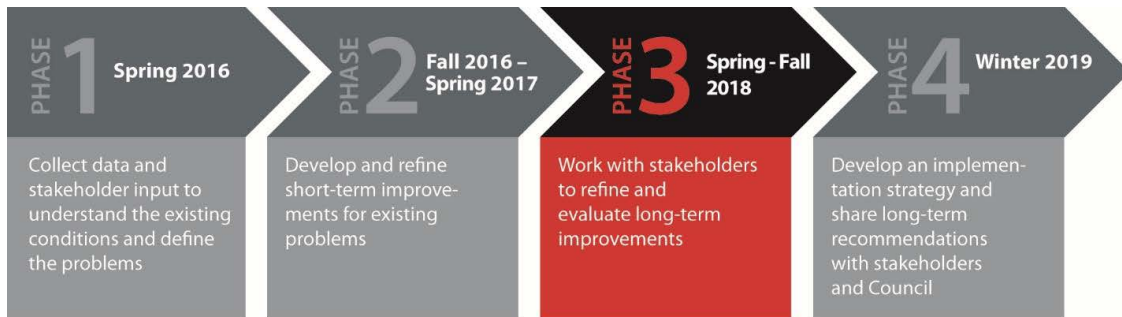 PHASE 1
Spring 2016
Collect data and
stakeholder input to
understand the existing
conditions and define
the problems
PHASE 2
Fall 2016 –
Spring 2017
Develop and refine
short-term improve-
ments for existing
problems
PHASE 3
Spring - Fall
2018
Work with stakeholders
to refine and
evaluate long-term
improvements
PHASE 4
Winter 2019
Develop an implemen-
tation strategy and
share long-term
recommendations
with stakeholders
and Council